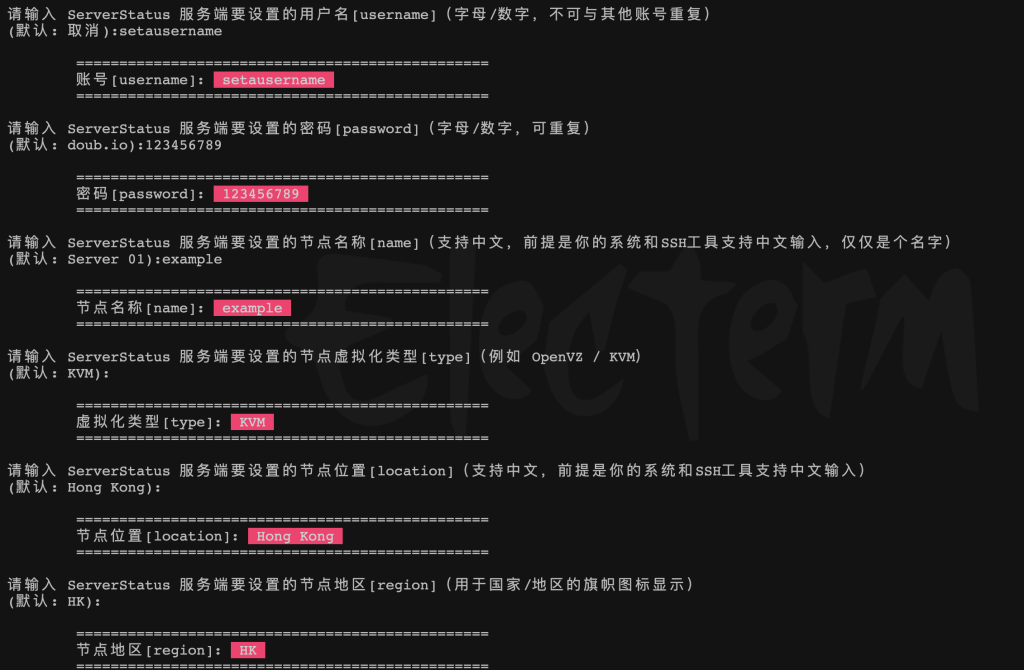 请输入 ServerStatus 服务端要设置的用户名[username]（字母/数字，不可与其他账号重复）
(默认: 取消):setausername
================================================
账号[username]: setausername
================================================
请输入 ServerStatus 服务端要设置的密码[password]（字母/数字，可重复）
(默认: doub.io):123456789
================================================
密码[password]: 123456789
================================================
请输入 ServerStatus 服务端要设置的节点名称[name]（支持中文，前提是你的系统和SSH工具支持中文输入，仅仅是个名字）
(默认: Server 01):example
================================================
节点名称[name]: example
================================================
请输入 ServerStatus 服务端要设置的节点虚拟化类型[type]（例如 OpenVZ / KVM）
(默认: KVM):
================================================
虚拟化类型[type]: KVM
================================================
请输入 ServerStatus 服务端要设置的节点位置[location]（支持中文，前提是你的系统和SSH工具支持中文输入）
(默认: Hong Kong):
================================================
节点位置[location]: Hong Kong
================================================
请输入 ServerStatus 服务端要设置的节点地区[region]（用于国家/地区的旗帜图标显示）
(默认: HK):
================================================
节点地区[region]: HK
================================================
Electerm